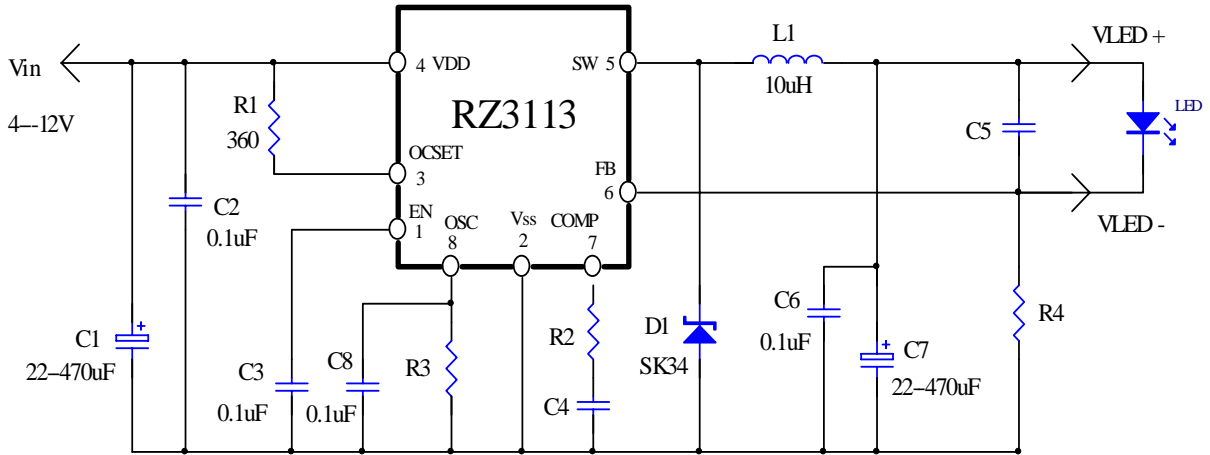 L1
10uH
VLED +
Vin
4---12V
4 VDD
SW 5
RZ3113
R1
360
OCSET
3
FB
6
EN
1
OSC
8
Vss
2
COMP
7
C5
LED
VLED -
C2
0.1uF
C1
22-470uF
C3
0.1uF
C8
0.1uF
R3
R2
C4
D1
SK34
C6
0.1uF
C7
22-470uF
R4
+
+